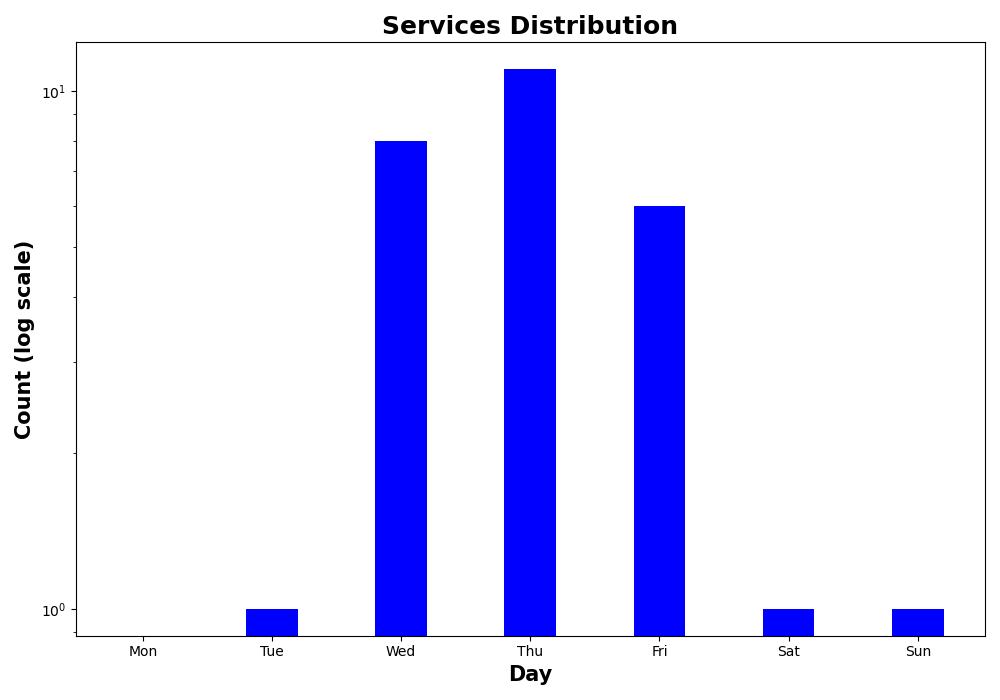 Services Distribution
Count (log scale)
10¹
10⁰
Mon Tue Wed Thu Fri Sat Sun
Day